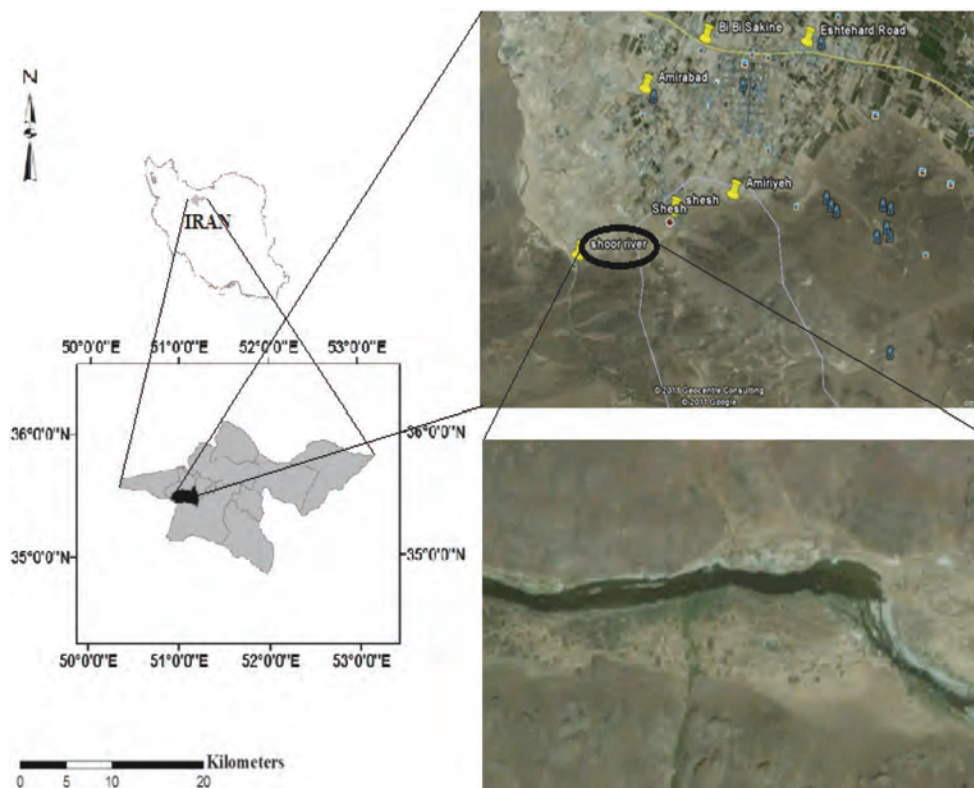 N
IRAN
50°0'0"E 51°0'0"E 52°0'0"E 53°0'0"E
36°0'0"N
36°0'0"N
35°0'0"N
35°0'0"N
50°0'0"E 51°0'0"E 52°0'0"E 53°0'0"E
Kilometers
0 5 10 20
Bi Bi Sakine
Eshtehard Road
Amirabad
Amiriyeh
shesh
Shesh
shoor river
© 2011 Geocentre Consulting
© 2011 Google